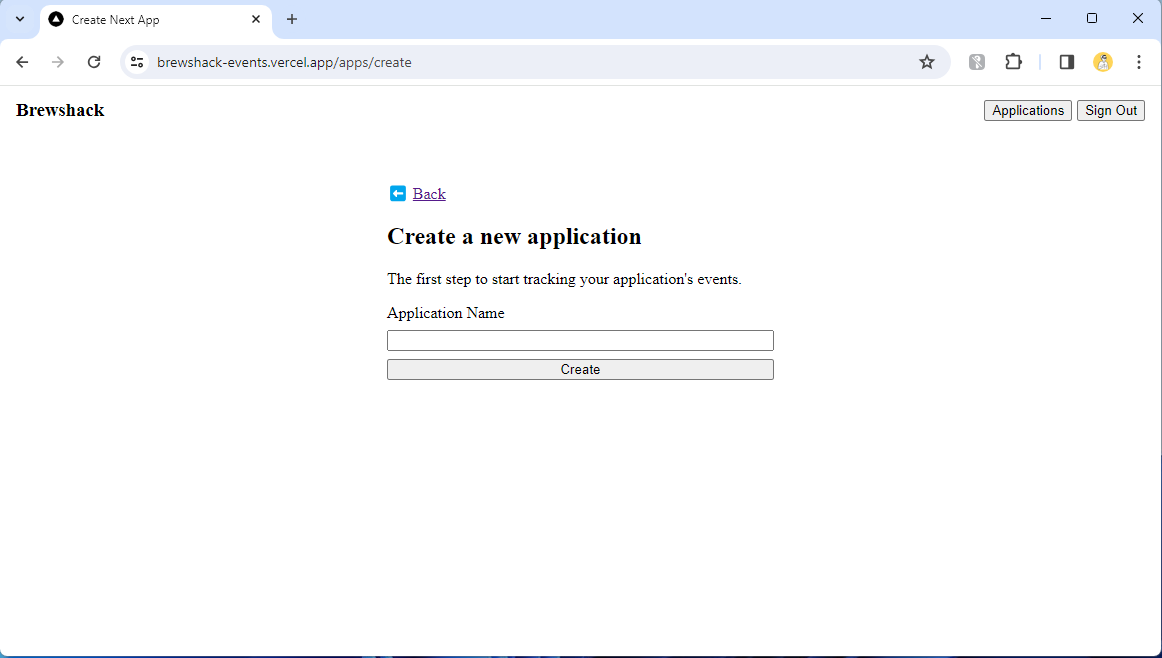 Create Next App
brewshack-events.vercel.app/apps/create
Brewshack
Applications Sign Out
Back
Create a new application
The first step to start tracking your application's events.
Application Name
Create